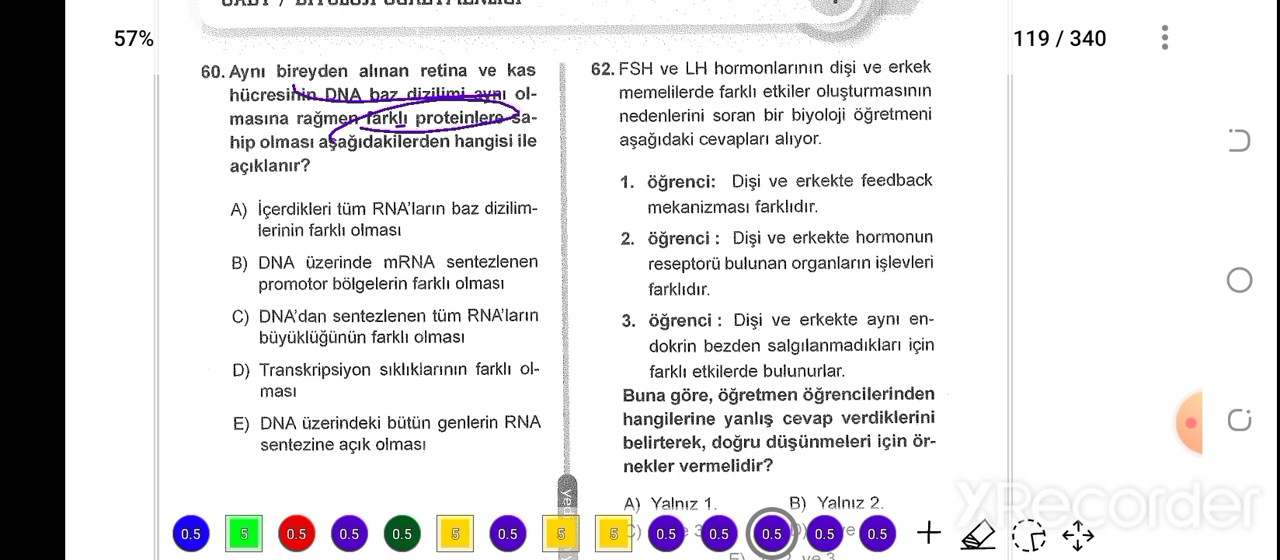 57%
119 / 340
60. Aynı bireyden alınan retina ve kas
hücresinin DNA baz dizilimi aynı ol-
masına rağmen farklı proteinlere sa-
hip olması aşağıdakilerden hangisi ile
açıklanır?
A) İçerdikleri tüm RNA'ların baz dizilim-
lerinin farklı olması
B) DNA üzerinde mRNA sentezlenen
promotor bölgelerin farklı olması
C) DNA'dan sentezlenen tüm RNA'ların
büyüklüğünün farklı olması
D) Transkripsiyon sıklıklarının farklı ol-
ması
E) DNA üzerindeki bütün genlerin RNA
sentezine açık olması
62. FSH ve LH hormonlarının dişi ve erkek
memelilerde farklı etkiler oluşturmasının
nedenlerini soran bir biyoloji öğretmeni
aşağıdaki cevapları alıyor.
1. öğrenci: Dişi ve erkekte feedback
mekanizması farklıdır.
2. öğrenci : Dişi ve erkekte hormonun
reseptorü bulunan organların işlevleri
farklıdır.
3. öğrenci : Dişi ve erkekte aynı en-
dokrin bezden salgılanmadıkları için
farklı etkilerde bulunurlar.
Buna göre, öğretmen öğrencilerinden
hangilerine yanlış cevap verdiklerini
belirterek, doğru düşünmeleri için ör-
nekler vermelidir?
A) Yalnız 1. B) Yalnız 2.
0.5 5 0.5 0.5 0.5 5 0.5 5 5 0.5 0.5 0.5 0.5 0.5
XRecorder